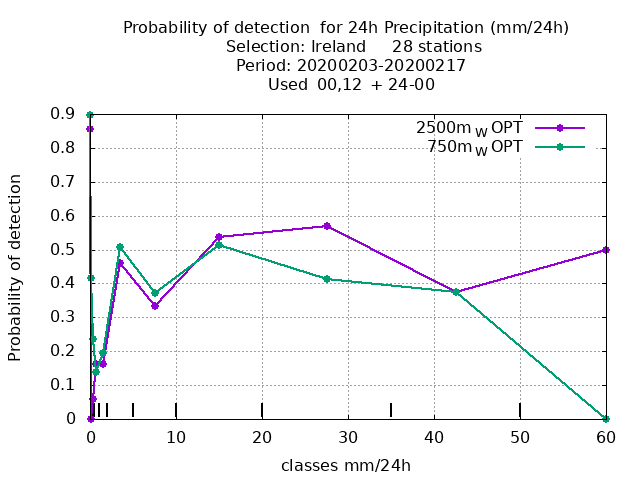 Probability of detection  for 24h Precipitation (mm/24h)
Selection: Ireland     28 stations
Period: 20200203-20200217
Used  00,12  + 24-00
2500m W OPT
750m W OPT
0.9
0.8
0.7
0.6
0.5
0.4
0.3
0.2
0.1
0
Probability of detection
0 10 20 30 40 50 60
classes mm/24h